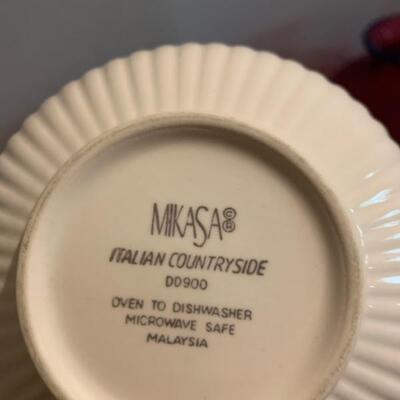 MIKASA©®
ITALIAN COUNTRYSIDE
DD900
OVEN TO DISHWASHER
MICROWAVE SAFE
MALAYSIA